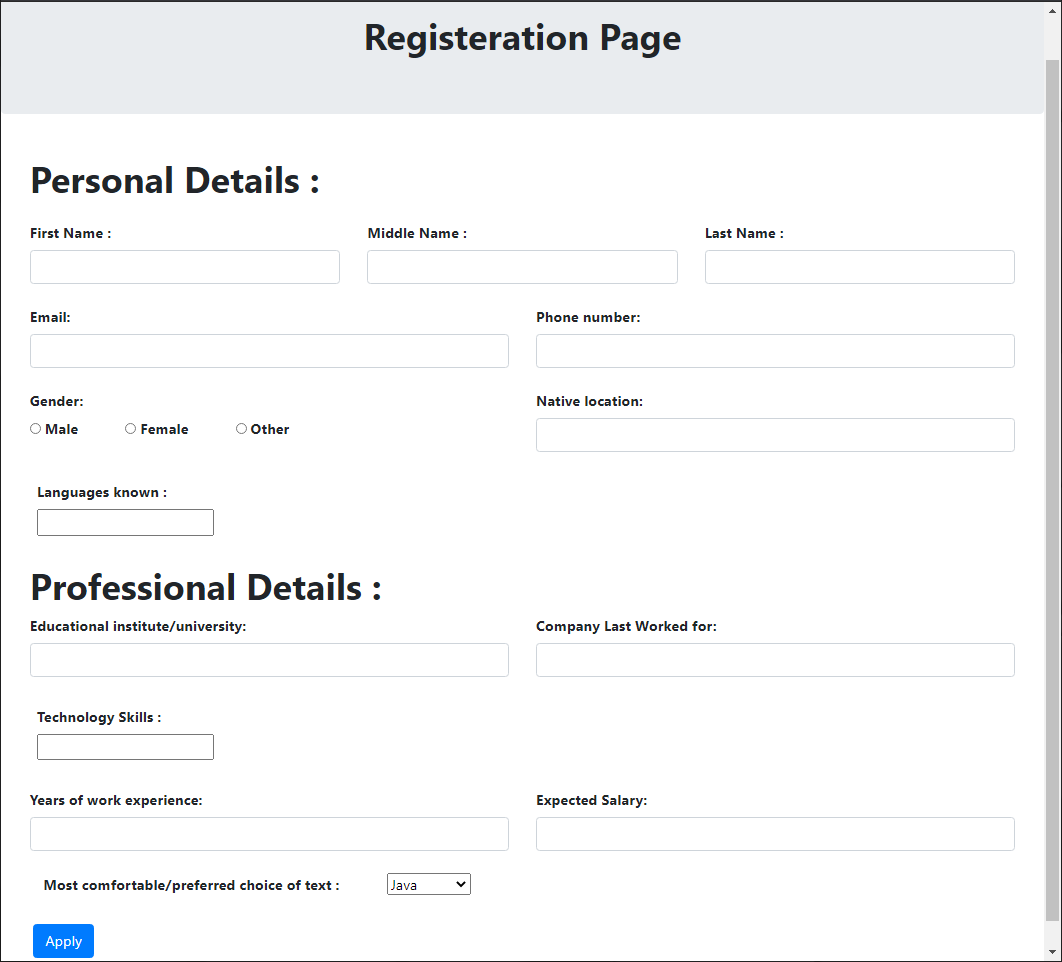 Registeration Page
Personal Details :
First Name : Middle Name : Last Name :
Email: Phone number:
Gender: Native location:
Male Female Other
Languages known :
Professional Details :
Educational institute/university: Company Last Worked for:
Technology Skills :
Years of work experience: Expected Salary:
Most comfortable/preferred choice of text : Java
Apply